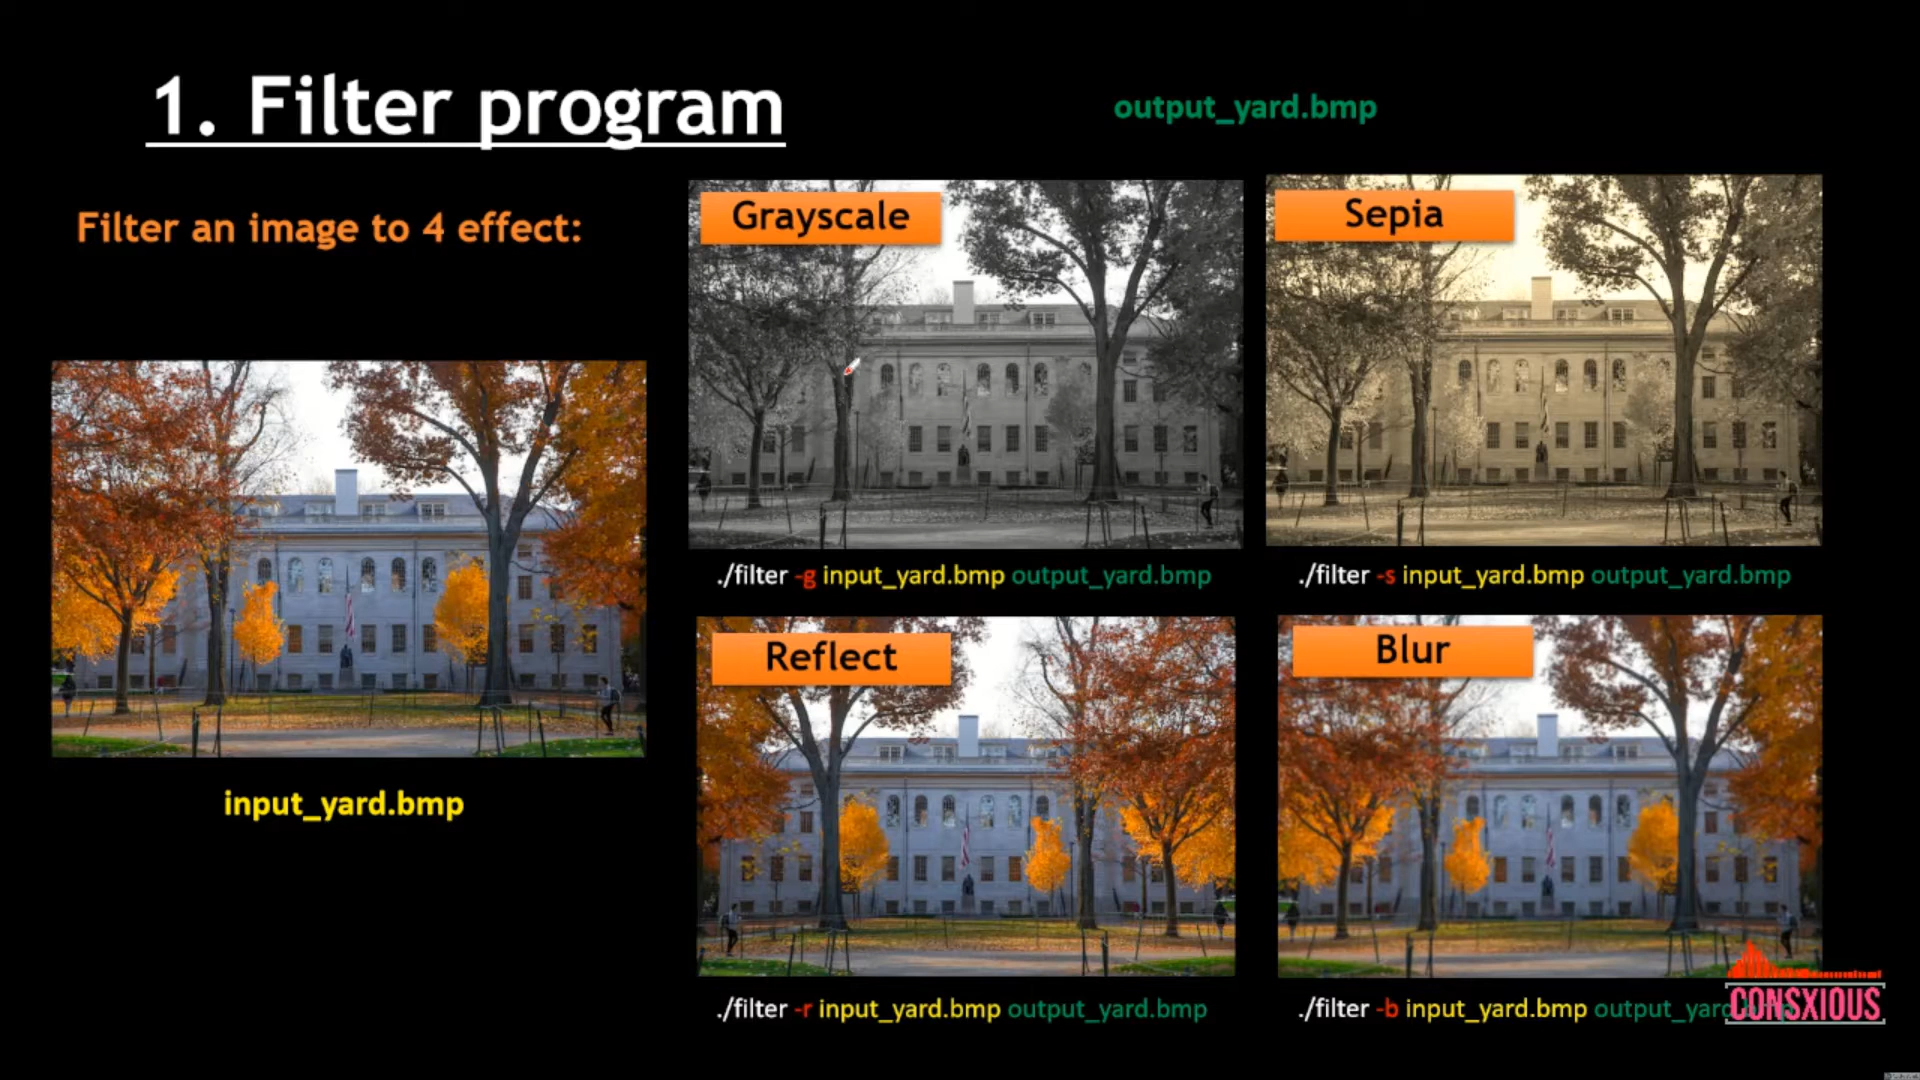 1. Filter program
output_yard.bmp
Filter an image to 4 effect:
Grayscale
Sepia
./filter -g input_yard.bmp output_yard.bmp
./filter -s input_yard.bmp output_yard.bmp
input_yard.bmp
Reflect
Blur
./filter -r input_yard.bmp output_yard.bmp
./filter -b input_yard.bmp output_yard
CONSXIOUS